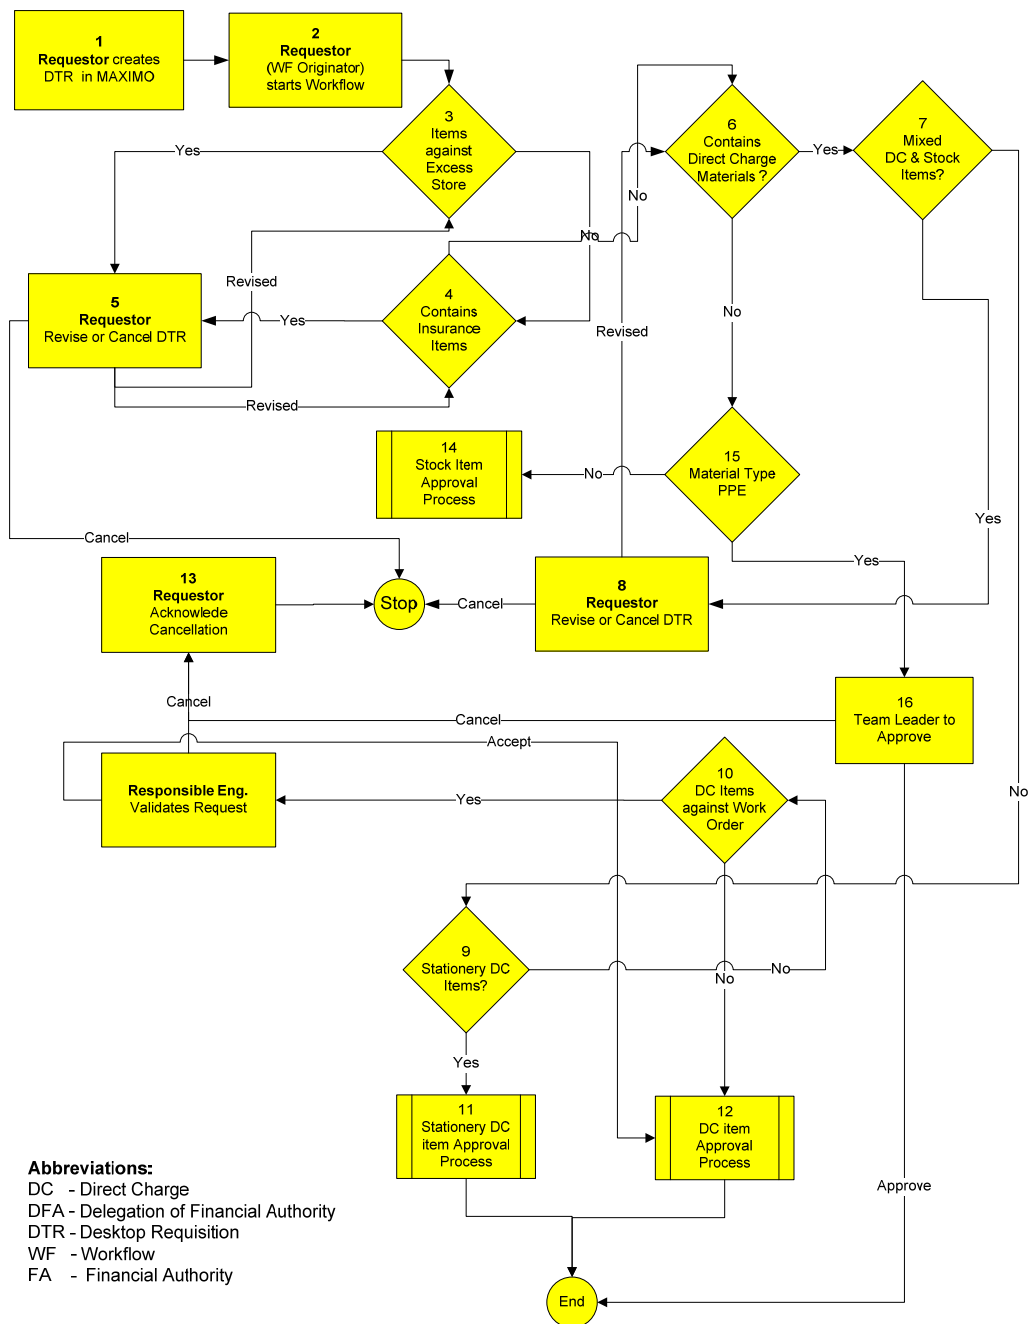 1
Requestor creates
DTR in MAXIMO
2
Requestor
(WF Originator)
starts Workflow
3
Items
against
Excess
Store
Yes
No
4
Contains
Insurance
Items
Yes
No
5
Requestor
Revise or Cancel DTR
Revised
Revised
Cancel
6
Contains
Direct Charge
Materials ?
Yes
No
7
Mixed
DC & Stock
Items?
Yes
No
Revised
14
Stock Item
Approval
Process
No
15
Material Type
PPE
Yes
13
Requestor
Acknowlede
Cancellation
Stop
Cancel
8
Requestor
Revise or Cancel DTR
16
Team Leader to
Approve
Cancel
Cancel
Accept
Responsible Eng.
Validates Request
Yes
10
DC Items
against Work
Order
No
9
Stationery DC
Items?
No
Yes
11
Stationery DC
item Approval
Process
12
DC item
Approval
Process
Approve
End
Abbreviations:
DC - Direct Charge
DFA - Delegation of Financial Authority
DTR - Desktop Requisition
WF - Workflow
FA - Financial Authority